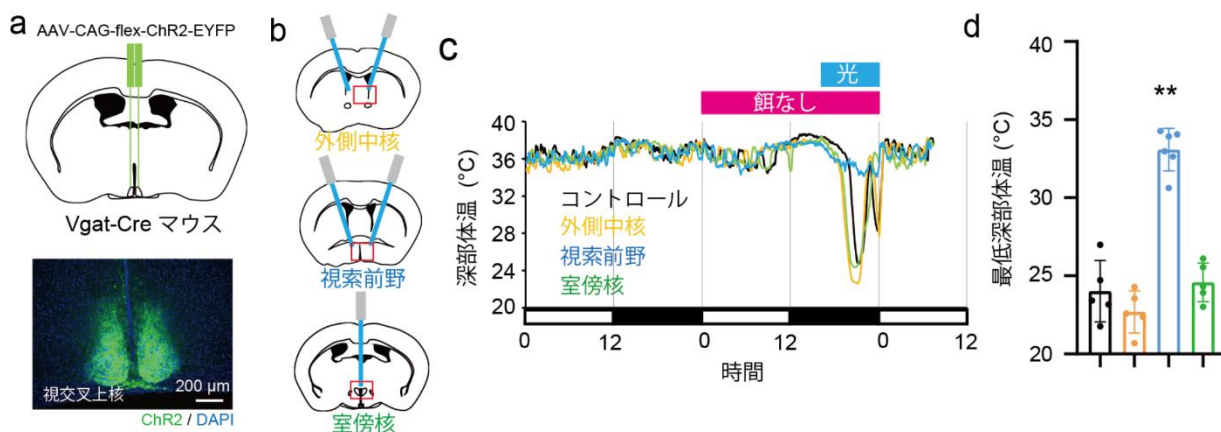 a
AAV-CAG-flex-ChR2-EYFP
Vgat-Cre マウス
視交叉上核
200 µm
ChR2 / DAPI
b
外側中核
視索前野
室傍核
c
光
餌なし
深部体温 (°C)
40
36
32
28
24
20
コントロール
外側中核
視索前野
室傍核
0
12
0
12
0
12
時間
d
**
最低深部体温 (°C)
40
35
30
25
20